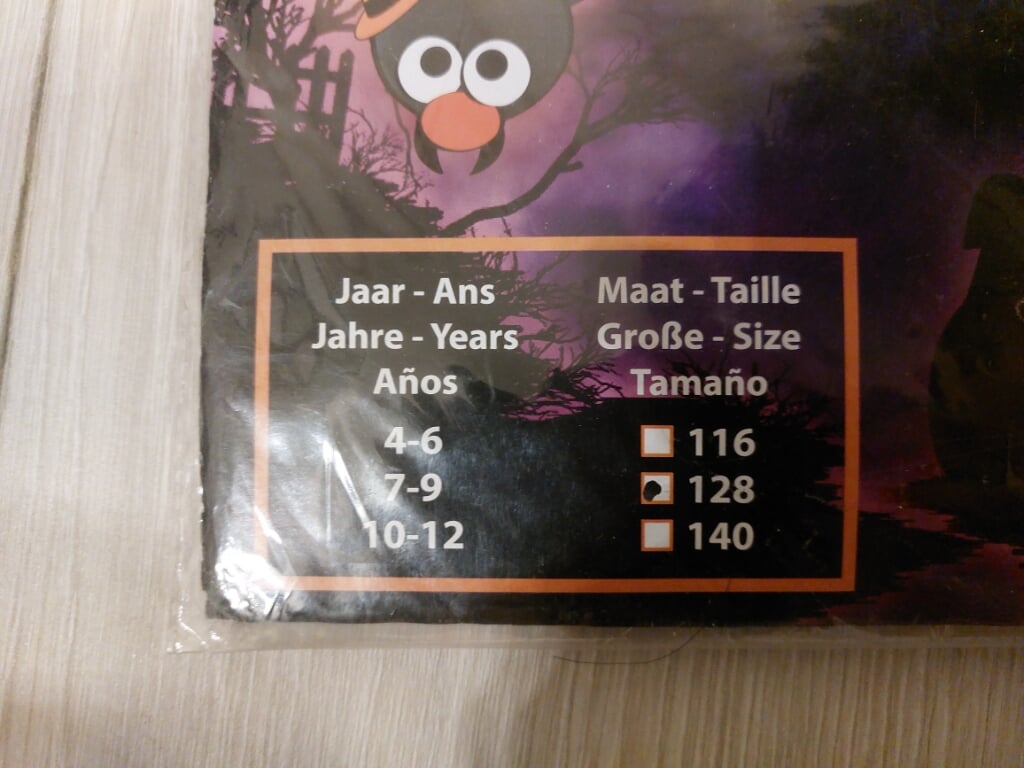 Jaar - Ans Maat - Taille
Jahre - Years Große - Size
Años Tamaño
4-6 116
7-9 128
10-12 140